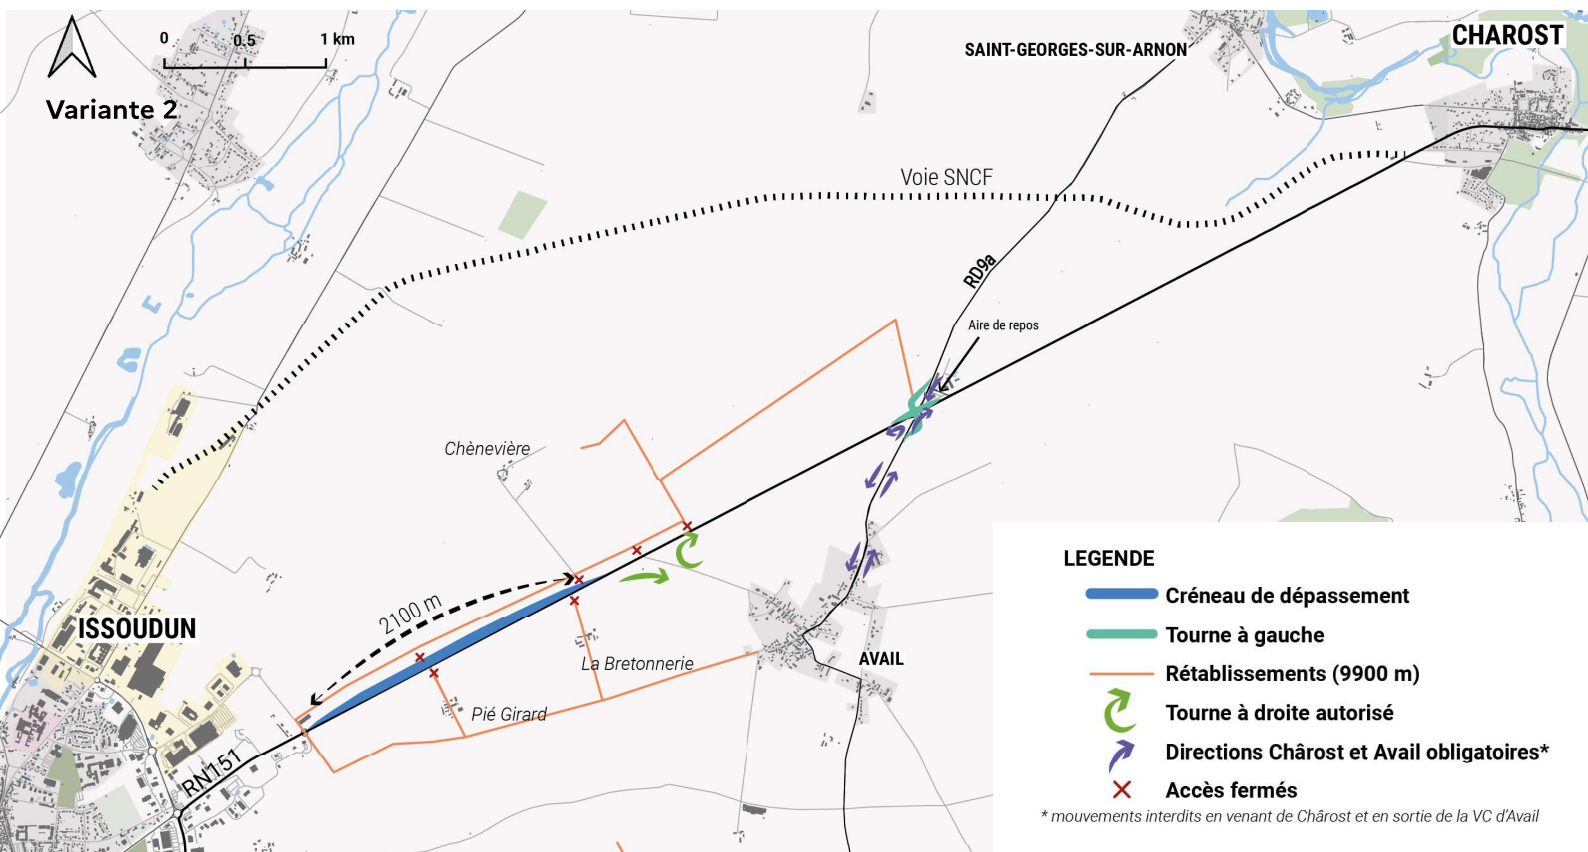 0 0.5 1 km
Variante 2
SAINT-GEORGES-SUR-ARNON
CHAROST
Voie SNCF
RD9a
Aire de repos
Chènevière
2100 m
ISSOUDUN
La Bretonnerie
AVAIL
Pié Girard
RN151
LEGENDE
Créneau de dépassement
Tourne à gauche
Rétablissements (9900 m)
Tourne à droite autorisé
Directions Chârost et Avail obligatoires*
Accès fermés
* mouvements interdits en venant de Chârost et en sortie de la VC d'Avail